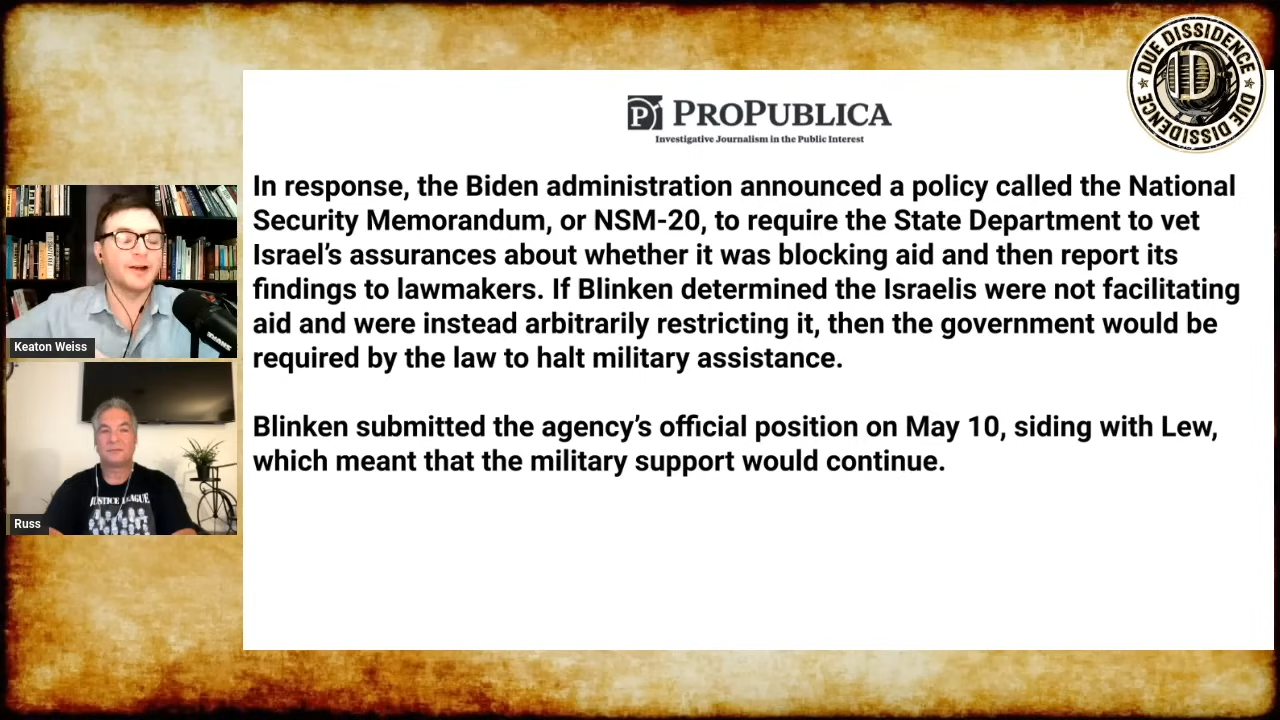 DUE DISSIDENCE
DUE DISSIDENCE
D
PROPUBLICA
Investigative Journalism in the Public Interest
In response, the Biden administration announced a policy called the National
Security Memorandum, or NSM-20, to require the State Department to vet
Israel’s assurances about whether it was blocking aid and then report its
findings to lawmakers. If Blinken determined the Israelis were not facilitating
aid and were instead arbitrarily restricting it, then the government would be
required by the law to halt military assistance.
Blinken submitted the agency’s official position on May 10, siding with Lew,
which meant that the military support would continue.
Keaton Weiss
JUSTICE LEAGUE
Russ